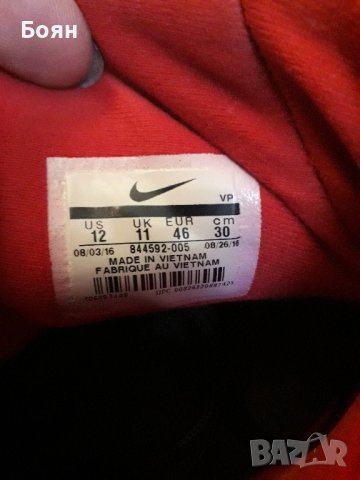 Боян
VP
US UK EUR cm
12 11 46 30
08/03/16 844592-005 08/26/16
MADE IN VIETNAM
FABRIQUE AU VIETNAM
bazar